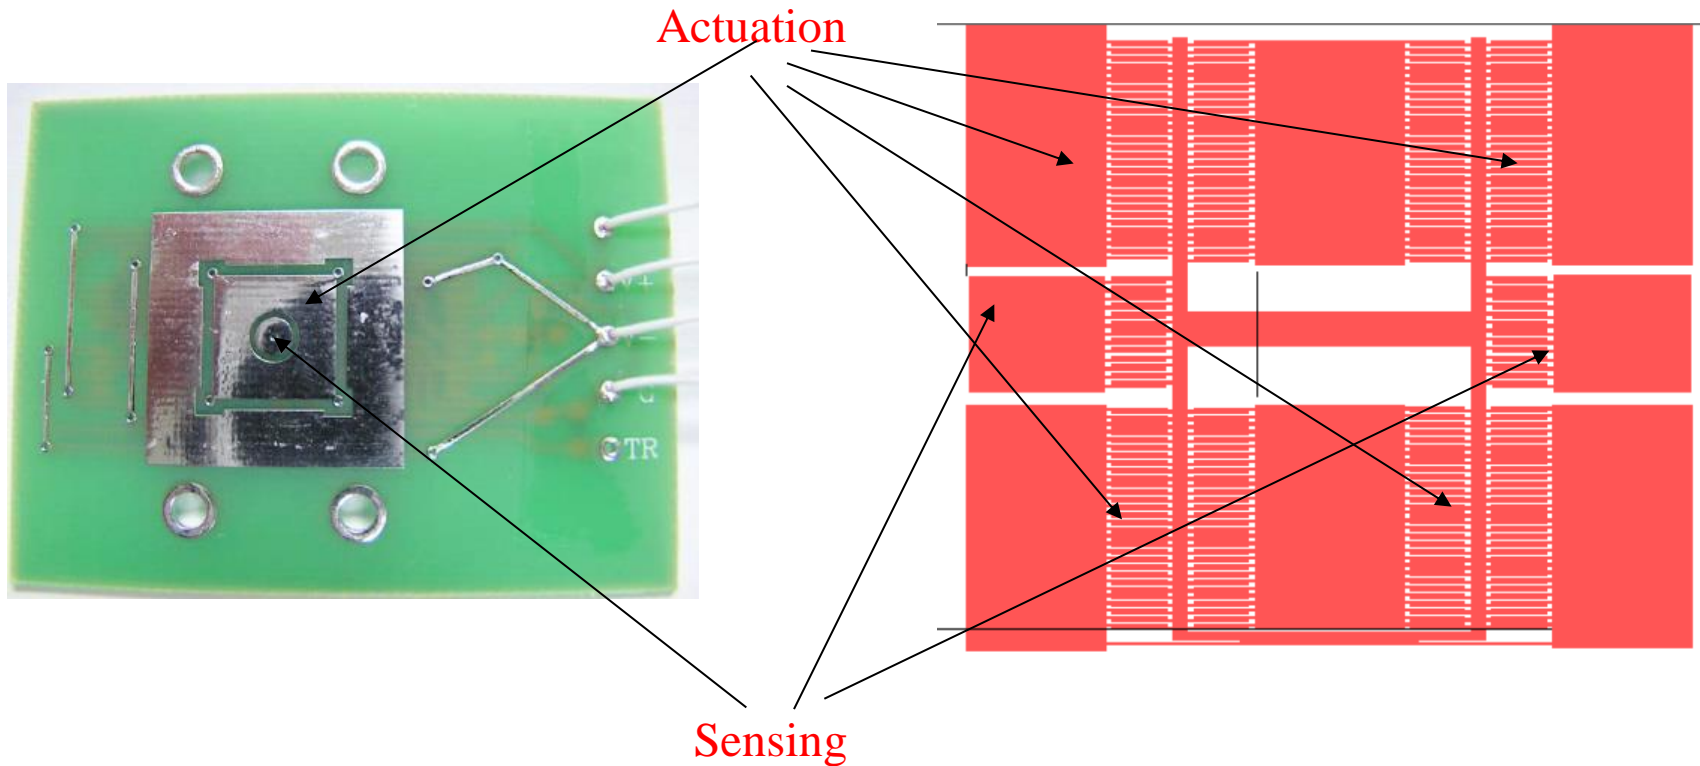 Actuation
V+
V-
G
TR
Sensing